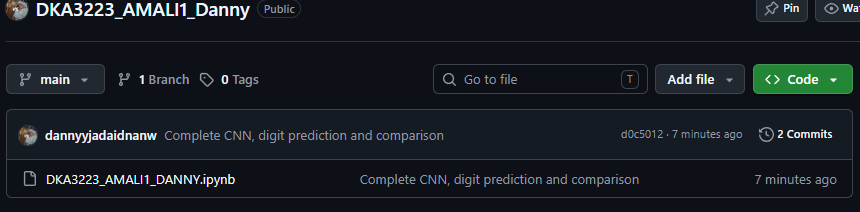 DKA3223_AMALI1_Danny Public Pin Wa
main 1 Branch 0 Tags Go to file T Add file Code
dannyyjadaidnanw Complete CNN, digit prediction and comparison d0c5012 · 7 minutes ago 2 Commits
DKA3223_AMALI1_DANNY.ipynb Complete CNN, digit prediction and comparison 7 minutes ago